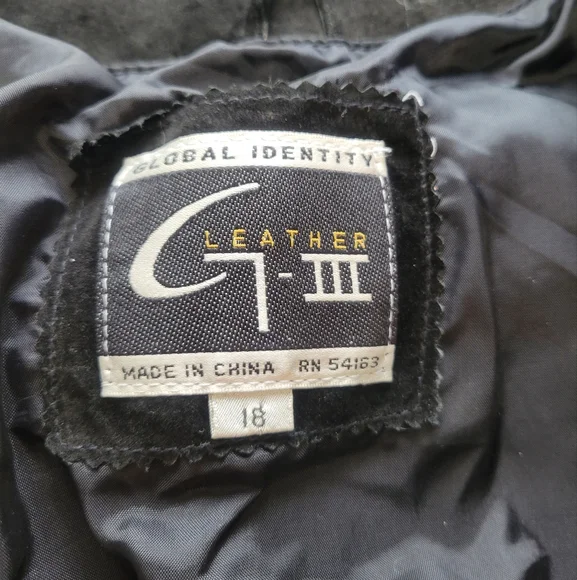 GLOBAL IDENTITY
LEATHER
G-III
MADE IN CHINA RN 54163
18